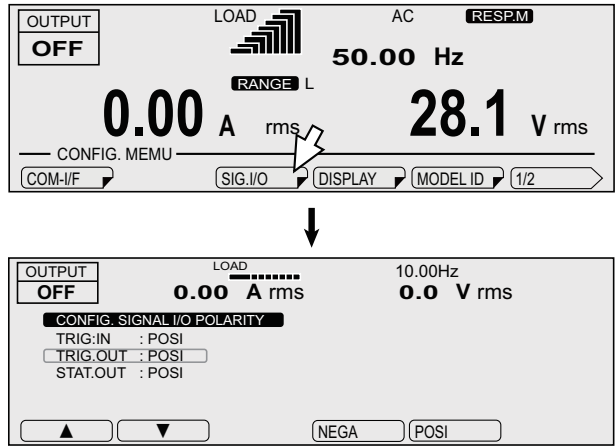 OUTPUT LOAD AC RESP.M
OFF 50.00 Hz
RANGE L
0.00 A rms 28.1 V rms
CONFIG. MEMU
COM-I/F SIG.I/O DISPLAY MODEL ID 1/2
OUTPUT LOAD 10.00Hz
OFF 0.00 A rms 0.0 V rms
CONFIG. SIGNAL I/O POLARITY
TRIG:IN : POSI
TRIG.OUT : POSI
STAT.OUT : POSI
▲ ▼ NEGA POSI